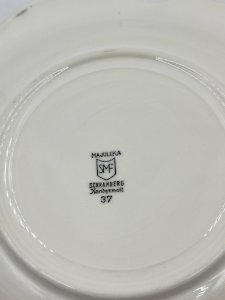 MAJOLIKA
SMF
SCHRAMBERG
Handgemalt
37